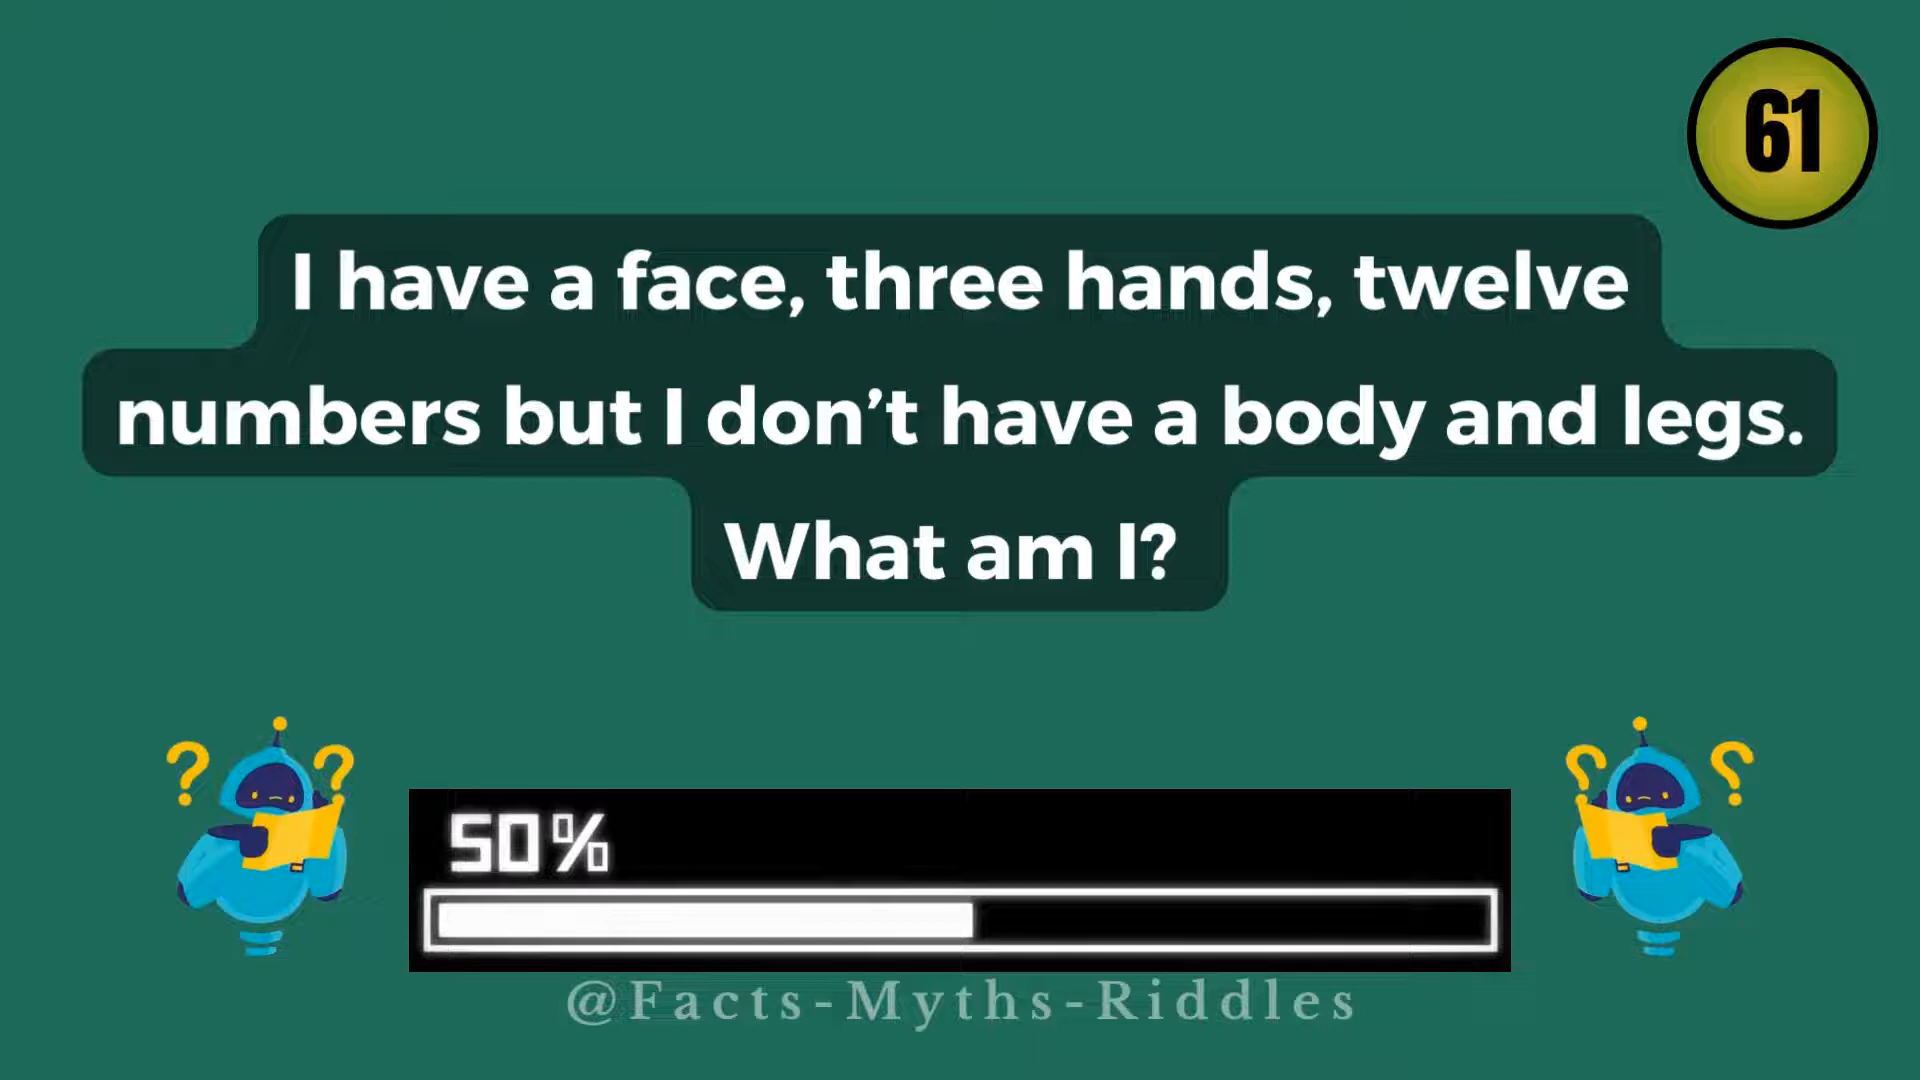 61
I have a face, three hands, twelve
numbers but I don’t have a body and legs.
What am I?
? ? ? ?
50%
@Facts-Myths-Riddles